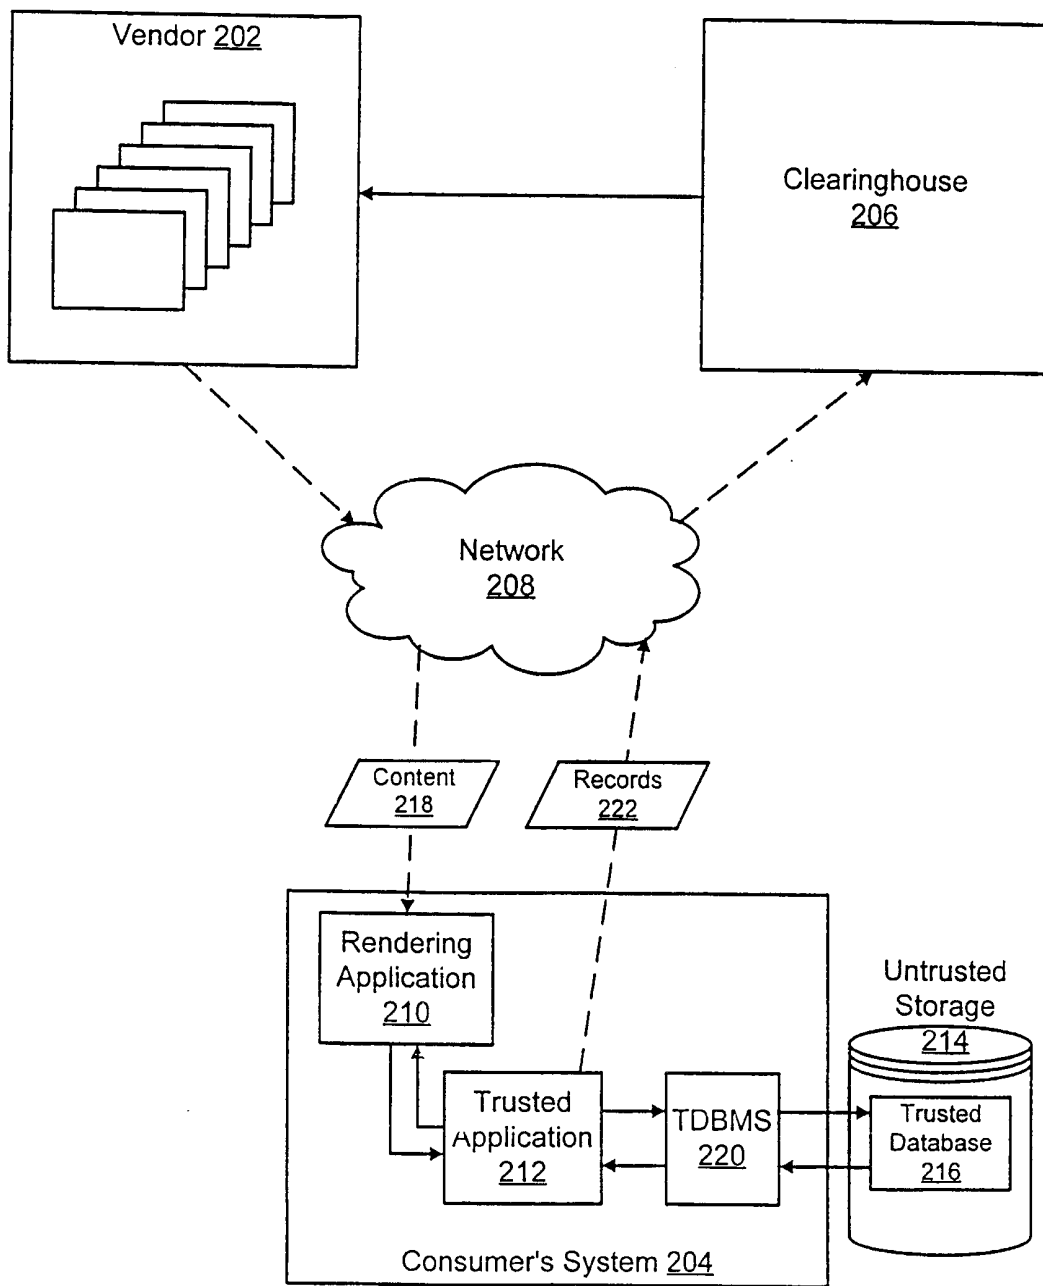 Vendor 202
Clearinghouse
206
Network
208
Content
218
Records
222
Rendering
Application
210
Untrusted
Storage
214
Trusted
Application
212
TDBMS
220
Trusted
Database
216
Consumer's System 204